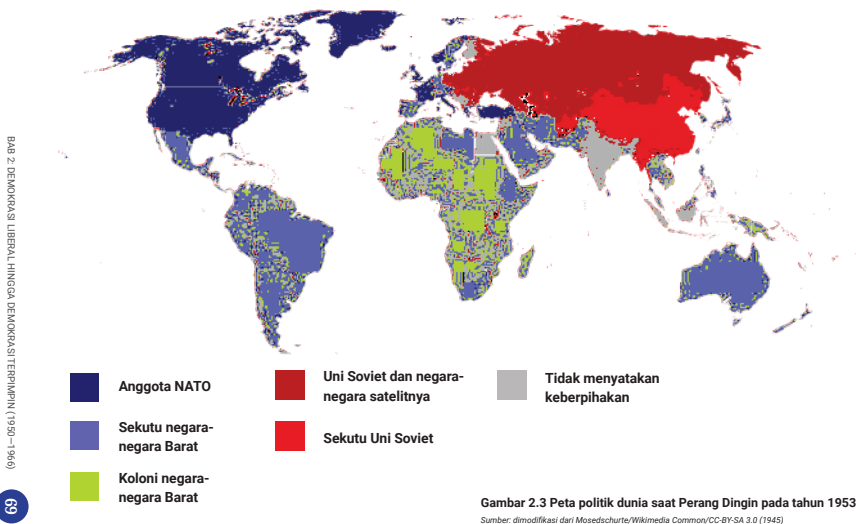 BAB 2: DEMOKRASI LIBERAL HINGGA DEMOKRASI TERPIMPIN (1950—1966)
69
Anggota NATO
Sekutu negara-
negara Barat
Koloni negara-
negara Barat
Uni Soviet dan negara-
negara satelitnya
Sekutu Uni Soviet
Tidak menyatakan
keberpihakan
Gambar 2.3 Peta politik dunia saat Perang Dingin pada tahun 1953
Sumber: dimodifikasi dari Mosedschurte/Wikimedia Common/CC-BY-SA 3.0 (1945)